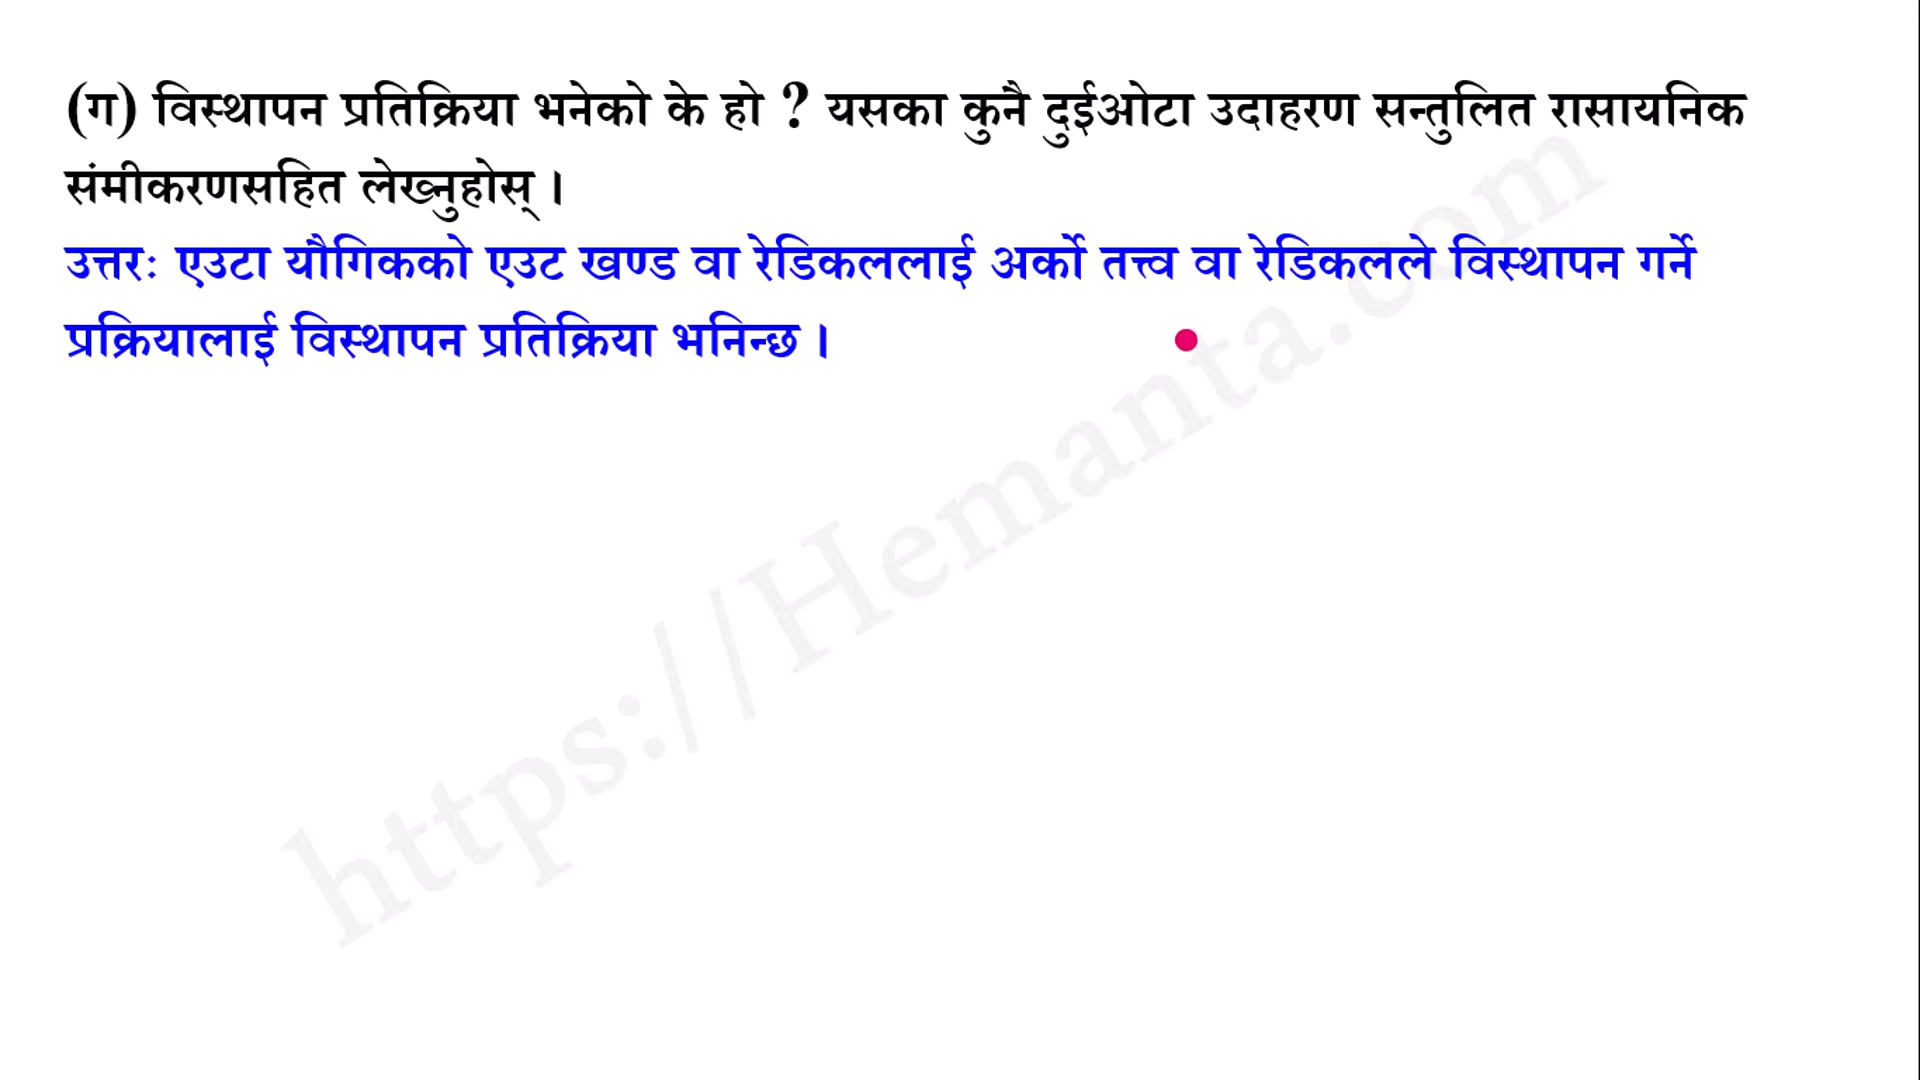 (ग) विस्थापन प्रतिक्रिया भनेको के हो ? यसका कुनै दुईओटा उदाहरण सन्तुलित रासायनिक
संमीकरणसहित लेख्नुहोस् ।
उत्तरः एउटा यौगिकको एउट खण्ड वा रेडिकललाई अर्को तत्त्व वा रेडिकलले विस्थापन गर्ने
प्रक्रियालाई विस्थापन प्रतिक्रिया भनिन्छ ।
https://Hemanta.com